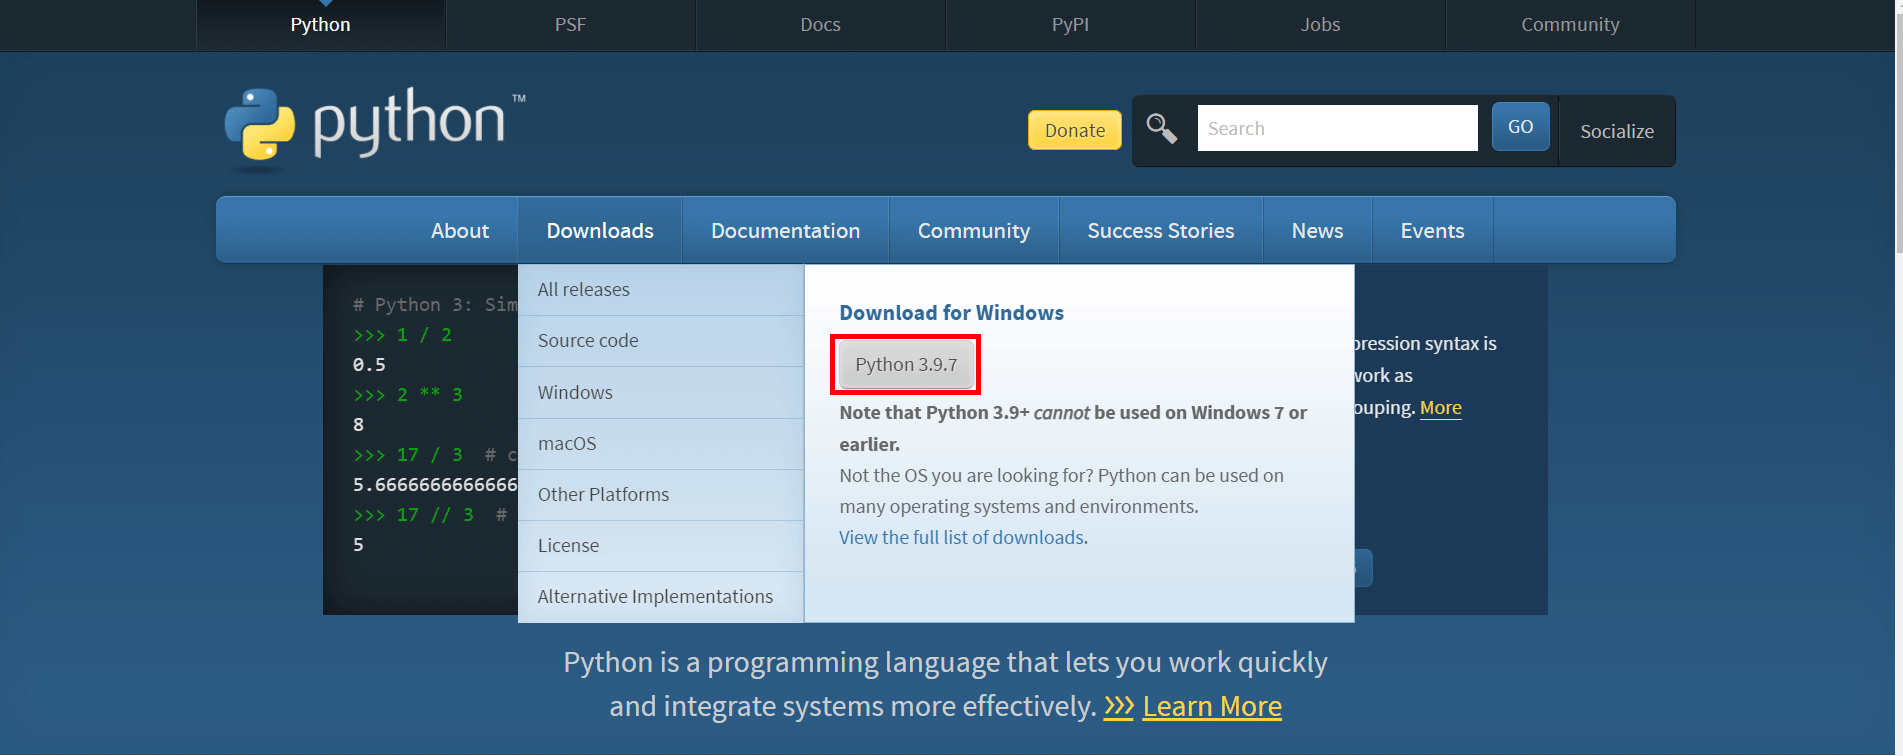 Python
PSF
Docs
PyPI
Jobs
Community
python™
Donate
Search
GO
Socialize
About
Downloads
Documentation
Community
Success Stories
News
Events
# Python 3: Sim
>>> 1 / 2
0.5
>>> 2 ** 3
8
>>> 17 / 3 # c
5.6666666666666
>>> 17 // 3 #
5
All releases
Source code
Windows
macOS
Other Platforms
License
Alternative Implementations
Download for Windows
Python 3.9.7
Note that Python 3.9+ cannot be used on Windows 7 or
earlier.
Not the OS you are looking for? Python can be used on
many operating systems and environments.
View the full list of downloads.
pression syntax is
work as
ouping. More
Python is a programming language that lets you work quickly
and integrate systems more effectively. >>> Learn More